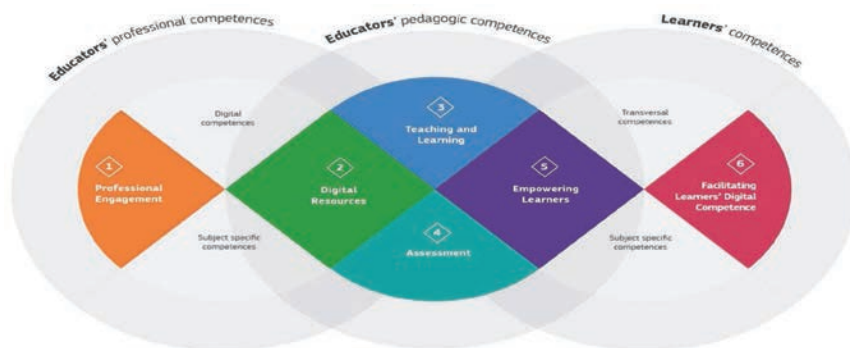 Educators' professional competences
Educators' pedagogic competences
Learners' competences
Digital
competences
3
Teaching and
Learning
Transversal
competences
1
Professional
Engagement
2
Digital
Resources
5
Empowering
Learners
6
Facilitating
Learners' Digital
Competence
Subject specific
competences
4
Assessment
Subject specific
competences